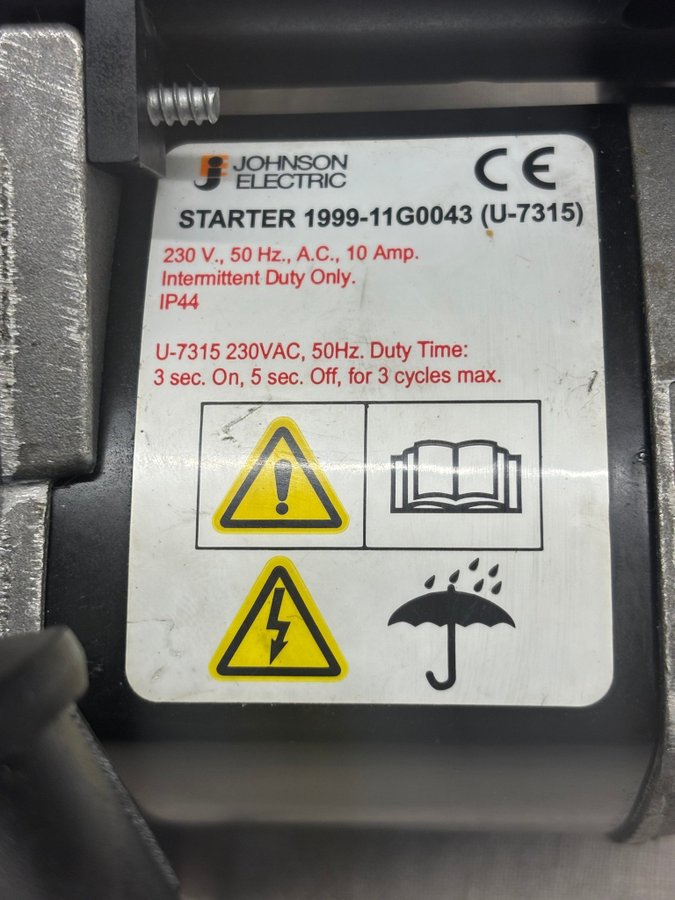 JOHNSON
ELECTRIC
CE
STARTER 1999-11G0043 (U-7315)
230 V., 50 Hz., A.C., 10 Amp.
Intermittent Duty Only.
IP44
U-7315 230VAC, 50Hz. Duty Time:
3 sec. On, 5 sec. Off, for 3 cycles max.